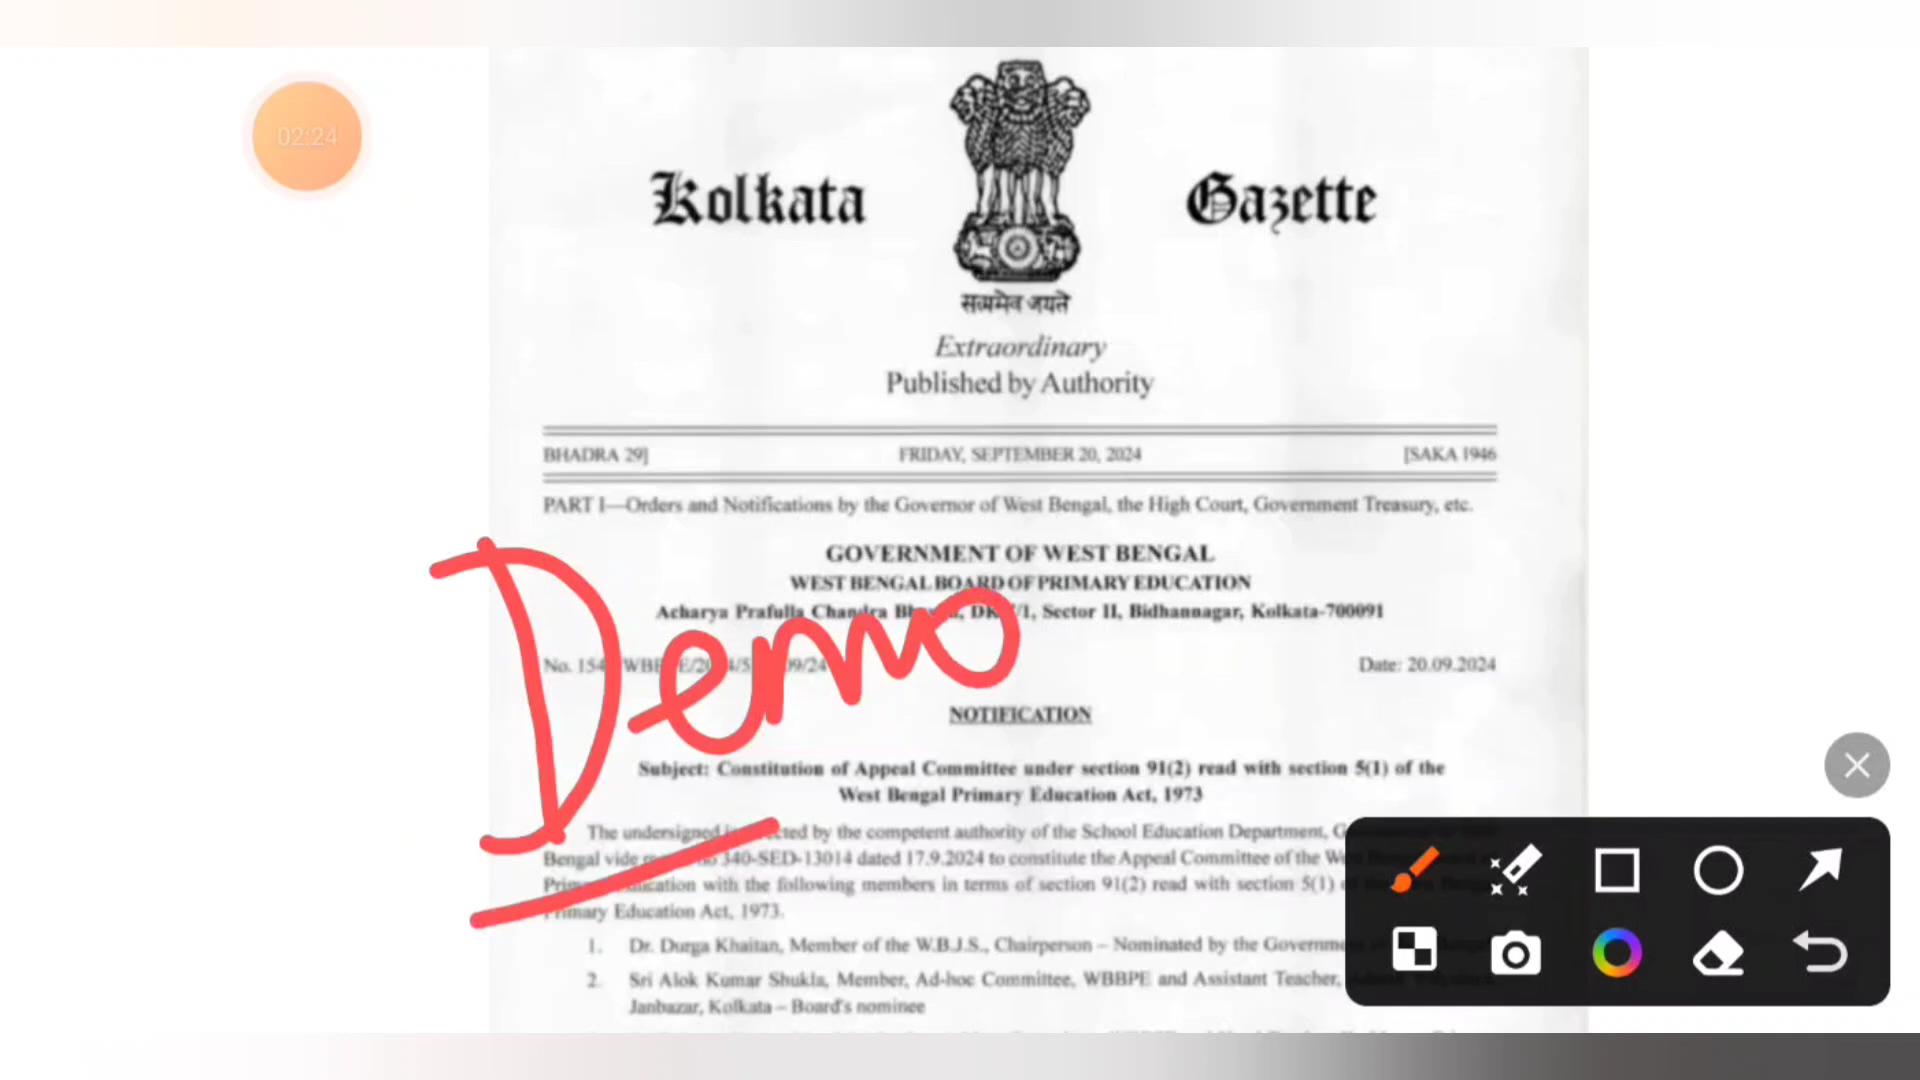 02:24
Kolkata Gazette
सत्यमेव जयते
Extraordinary
Published by Authority
BHADRA 29] FRIDAY, SEPTEMBER 20, 2024 [SAKA 1946
PART I—Orders and Notifications by the Governor of West Bengal, the High Court, Government Treasury, etc.
GOVERNMENT OF WEST BENGAL
WEST BENGAL BOARD OF PRIMARY EDUCATION
Acharya Prafulla Chandra Sector II, Bidhannagar, Kolkata-700091
Demo
No. Date: 20.09.2024
NOTIFICATION
Subject: Constitution of Appeal Committee under section 91(2) read with section 5(1) of the
West Bengal Primary Education Act, 1973
The undersigned by the competent authority of the School Education Department,
Bengal vide 340-SED-13014 dated 17.9.2024 to constitute the Appeal Committee of the
with the following members in terms of section 91(2) read with section 5(1)
Primary Education Act, 1973.
1. Dr. Durga Khaitan, Member of the W.B.J.S., Chairperson – Nominated by the
2. Sri Alok Kumar Shukla, Member, Ad-hoc Committee, WBBPE and Assistant Teacher,
Janbazar, Kolkata – Board's nominee